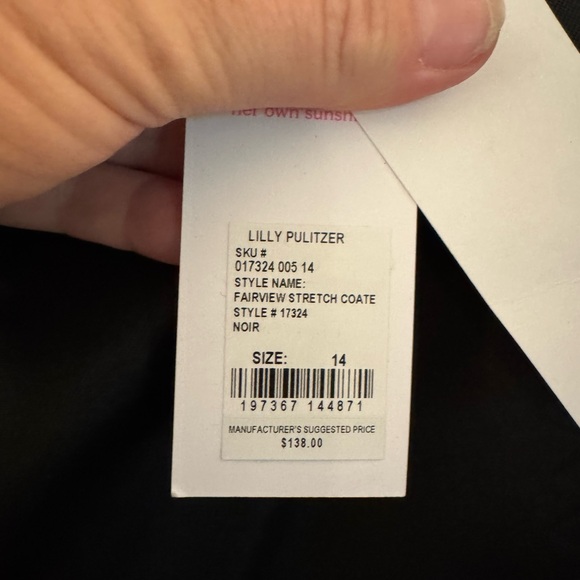 her own sunsh
LILLY PULITZER
SKU #
017324 005 14
STYLE NAME:
FAIRVIEW STRETCH COATE
STYLE # 17324
NOIR
SIZE: 14
197367 144871
MANUFACTURER'S SUGGESTED PRICE
$138.00